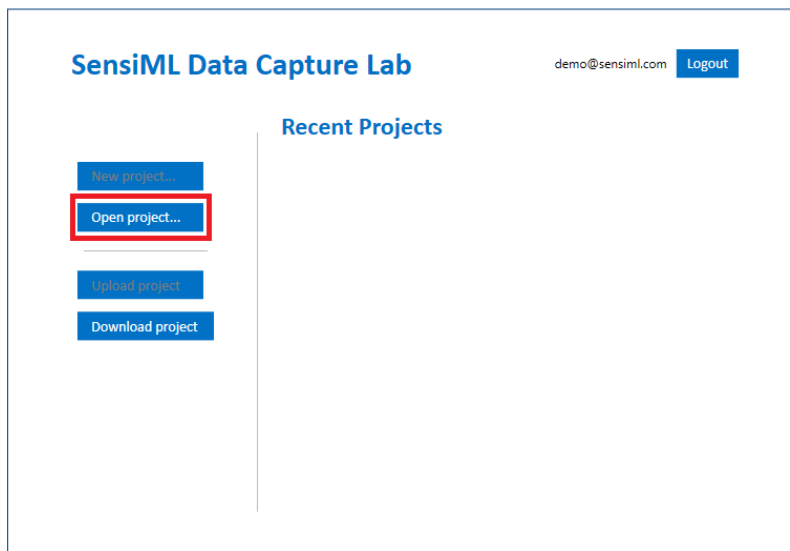 SensiML Data Capture Lab
demo@sensiml.com
Logout
Recent Projects
New project...
Open project...
Upload project
Download project